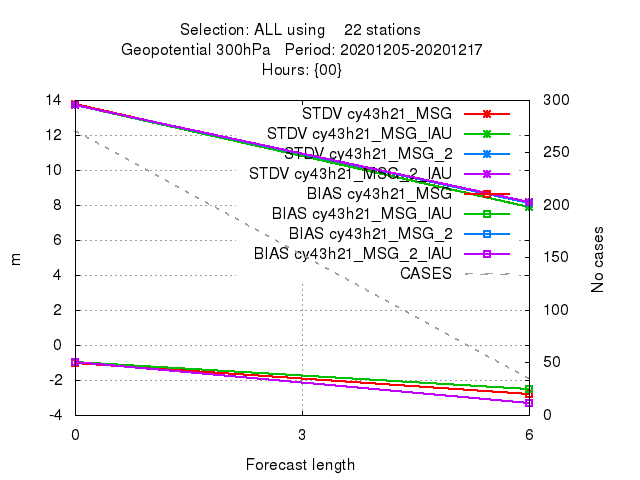 Selection: ALL using 22 stations
Geopotential 300hPa Period: 20201205-20201217
Hours: {00}
STDV cy43h21_MSG
STDV cy43h21_MSG_IAU
STDV cy43h21_MSG_2
STDV cy43h21_MSG_2_IAU
BIAS cy43h21_MSG
BIAS cy43h21_MSG_IAU
BIAS cy43h21_MSG_2
BIAS cy43h21_MSG_2_IAU
CASES
14
12
10
8
6
4
2
0
-2
-4
m
300
250
200
150
100
50
0
No cases
0 3 6
Forecast length